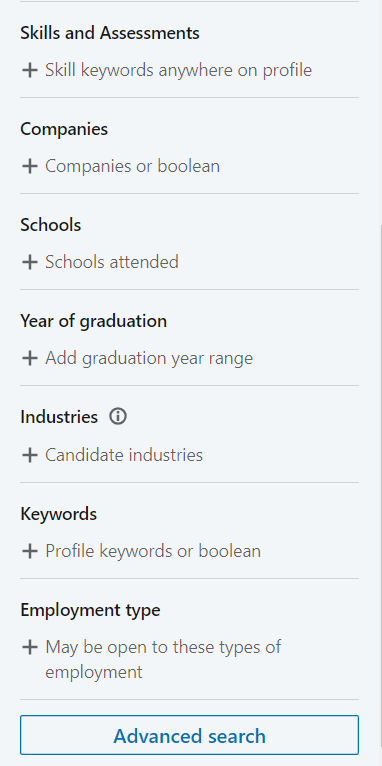 Skills and Assessments
+ Skill keywords anywhere on profile
Companies
+ Companies or boolean
Schools
+ Schools attended
Year of graduation
+ Add graduation year range
Industries
+ Candidate industries
Keywords
+ Profile keywords or boolean
Employment type
+ May be open to these types of
employment
Advanced search